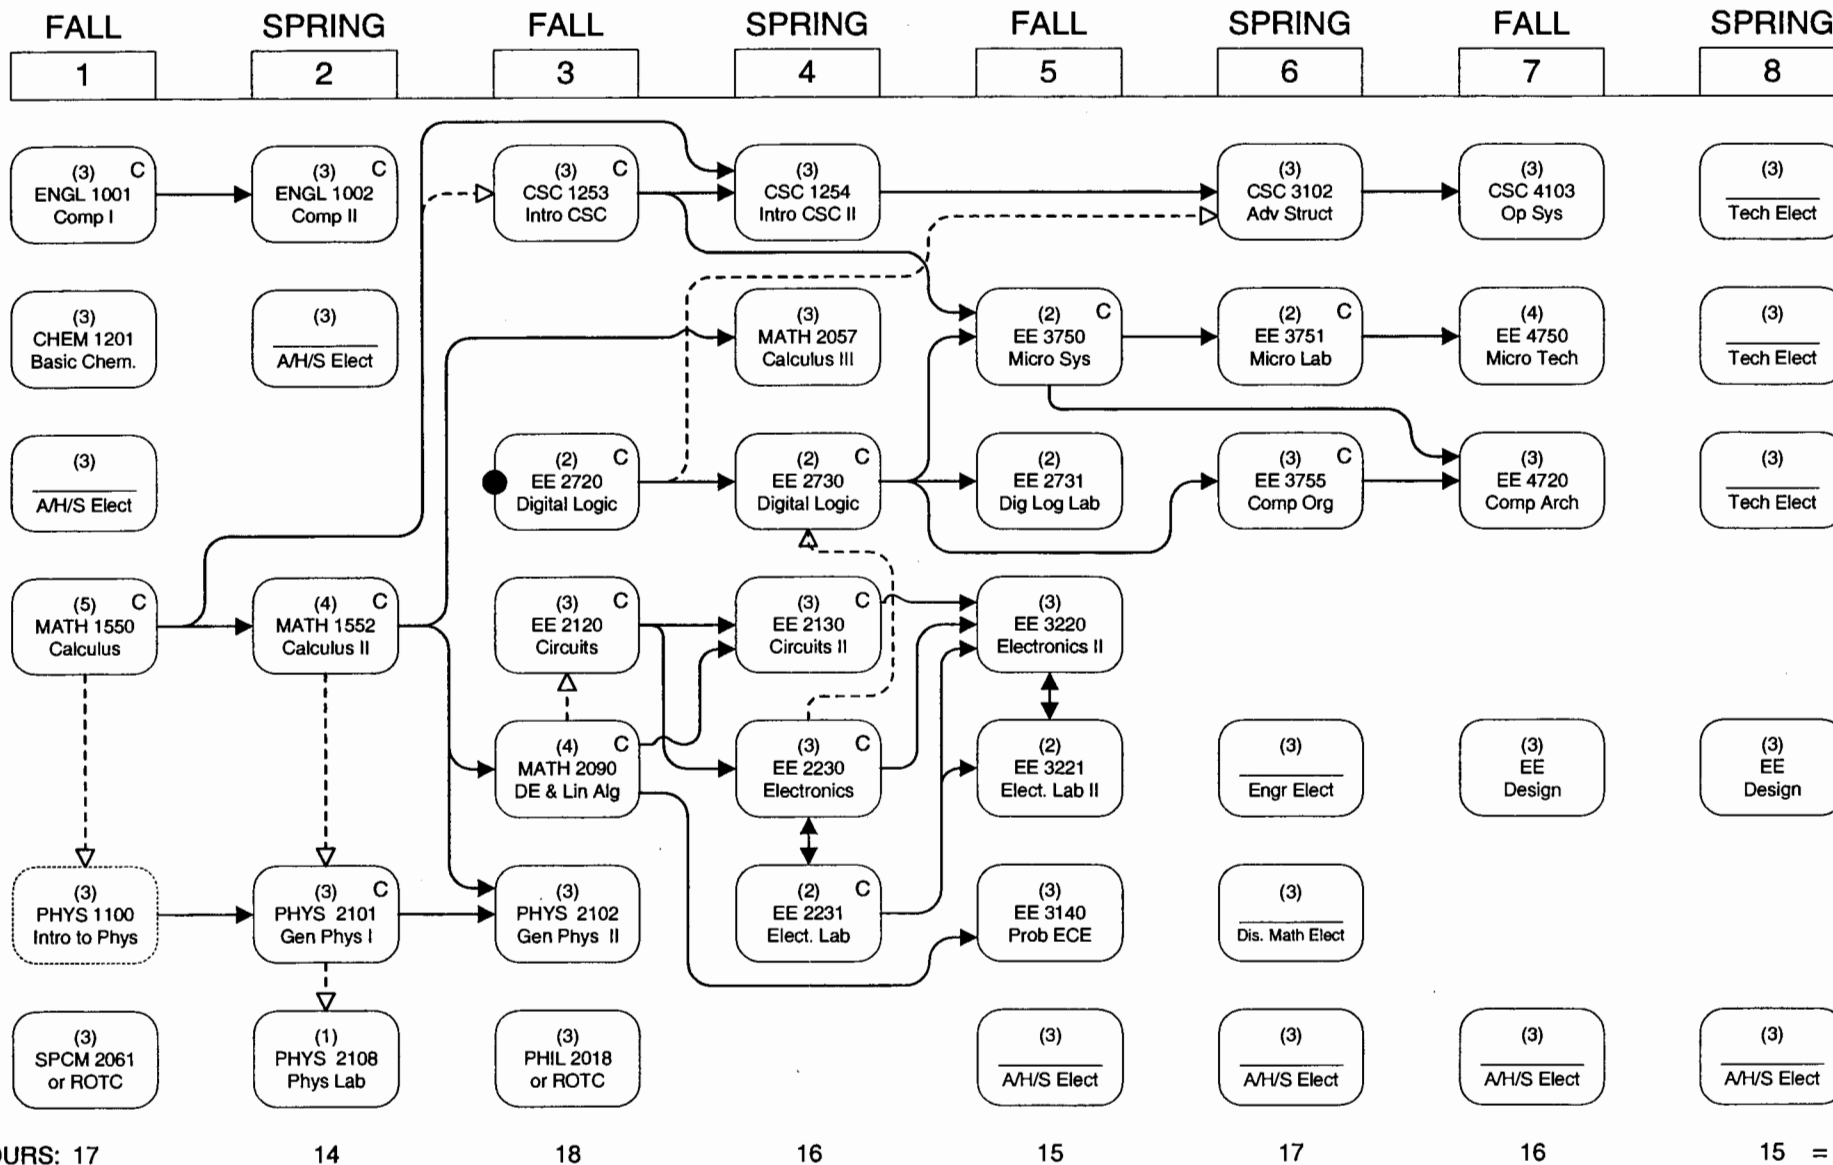 FALL SPRING FALL SPRING FALL SPRING FALL SPRING
1 2 3 4 5 6 7 8
(3) C
ENGL 1001
Comp I
(3) C
ENGL 1002
Comp II
(3) C
CSC 1253
Intro CSC
(3)
CSC 1254
Intro CSC II
(3)
CSC 3102
Adv Struct
(3)
CSC 4103
Op Sys
(3)
Tech Elect
(3)
CHEM 1201
Basic Chem.
(3)
A/H/S Elect
(3)
MATH 2057
Calculus III
(2) C
EE 3750
Micro Sys
(2) C
EE 3751
Micro Lab
(4)
EE 4750
Micro Tech
(3)
Tech Elect
(3)
A/H/S Elect
(2) C
EE 2720
Digital Logic
(2) C
EE 2730
Digital Logic
(2)
EE 2731
Dig Log Lab
(3) C
EE 3755
Comp Org
(3)
EE 4720
Comp Arch
(3)
Tech Elect
(5) C
MATH 1550
Calculus
(4) C
MATH 1552
Calculus II
(3) C
EE 2120
Circuits
(3) C
EE 2130
Circuits II
(3)
EE 3220
Electronics II
(4) C
MATH 2090
DE & Lin Alg
(3) C
EE 2230
Electronics
(2)
EE 3221
Elect. Lab II
(3)
Engr Elect
(3)
EE
Design
(3)
EE
Design
(3)
PHYS 1100
Intro to Phys
(3) C
PHYS 2101
Gen Phys I
(3)
PHYS 2102
Gen Phys II
(2) C
EE 2231
Elect. Lab
(3)
EE 3140
Prob ECE
(3)
Dis. Math Elect
(3)
SPCM 2061
or ROTC
(1)
PHYS 2108
Phys Lab
(3)
PHIL 2018
or ROTC
(3)
A/H/S Elect
(3)
A/H/S Elect
(3)
A/H/S Elect
(3)
A/H/S Elect
OURS: 17 14 18 16 15 17 16 15 =